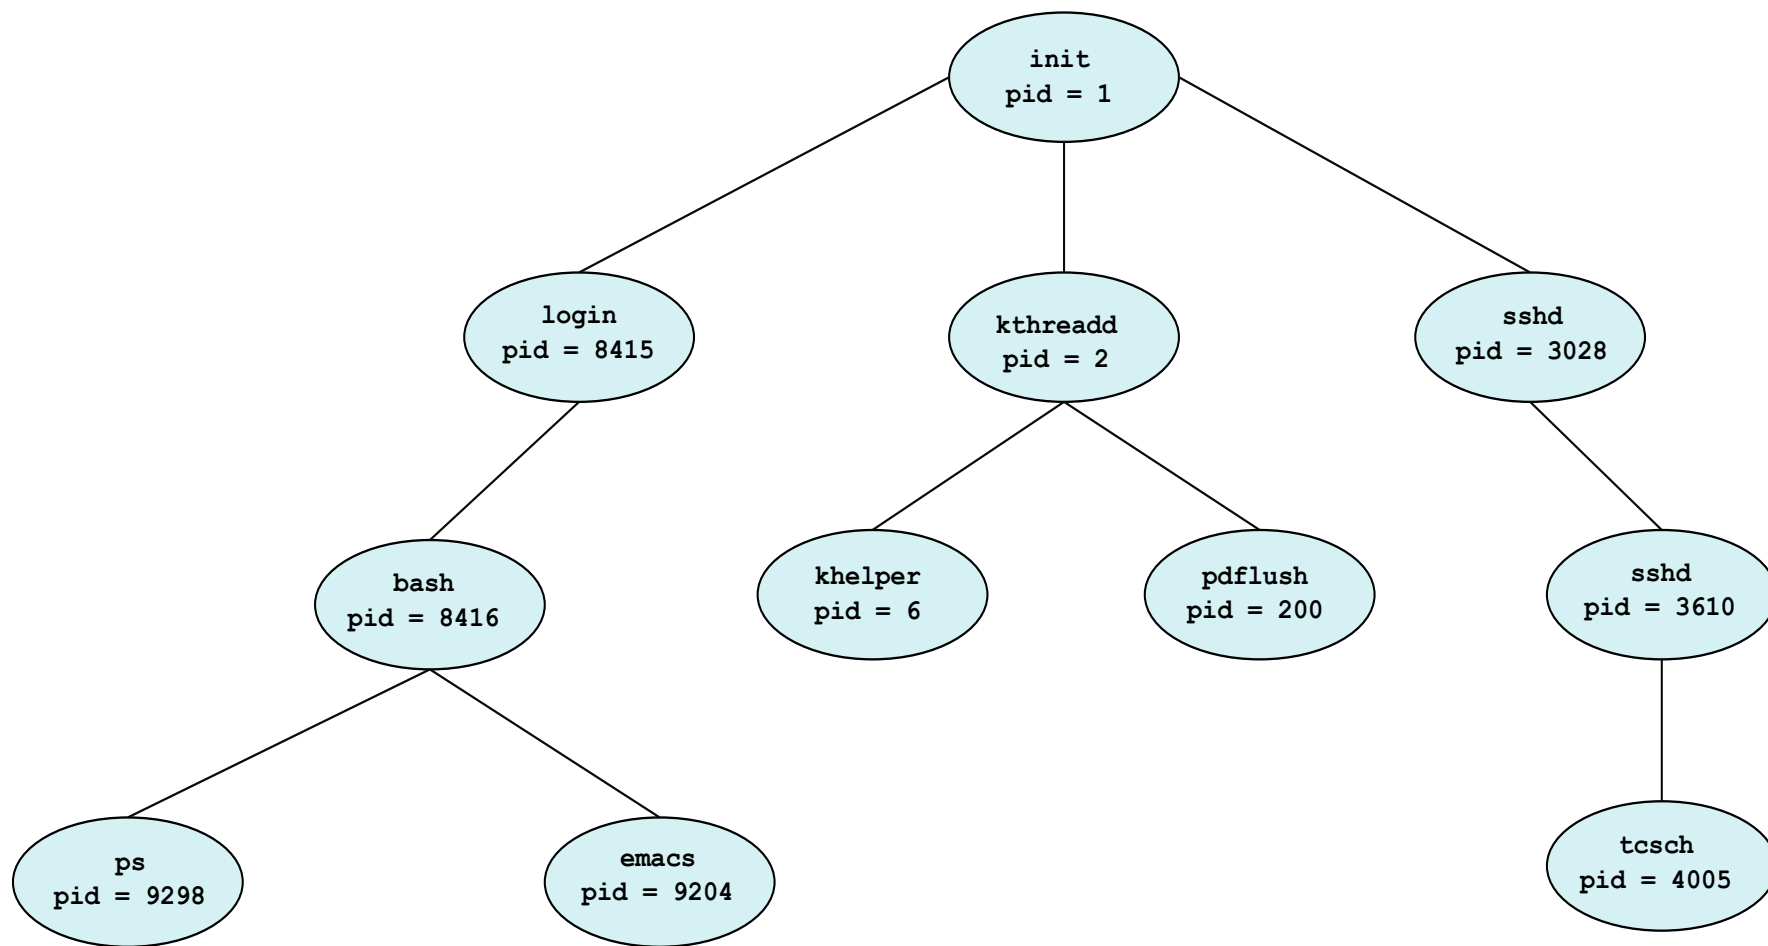 init
pid = 1
login
pid = 8415
kthreadd
pid = 2
sshd
pid = 3028
bash
pid = 8416
khelper
pid = 6
pdflush
pid = 200
sshd
pid = 3610
ps
pid = 9298
emacs
pid = 9204
tcsch
pid = 4005